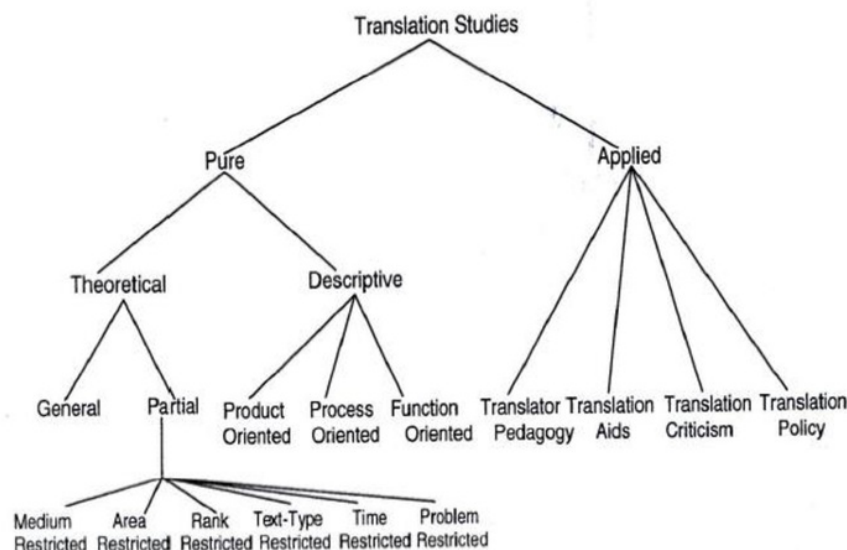 Translation Studies
Pure
Applied
Theoretical
Descriptive
General
Partial
Product
Oriented
Process
Oriented
Function
Oriented
Translator
Pedagogy
Translation
Aids
Translation
Criticism
Translation
Policy
Medium
Restricted
Area
Restricted
Rank
Restricted
Text-Type
Restricted
Time
Restricted
Problem
Restricted